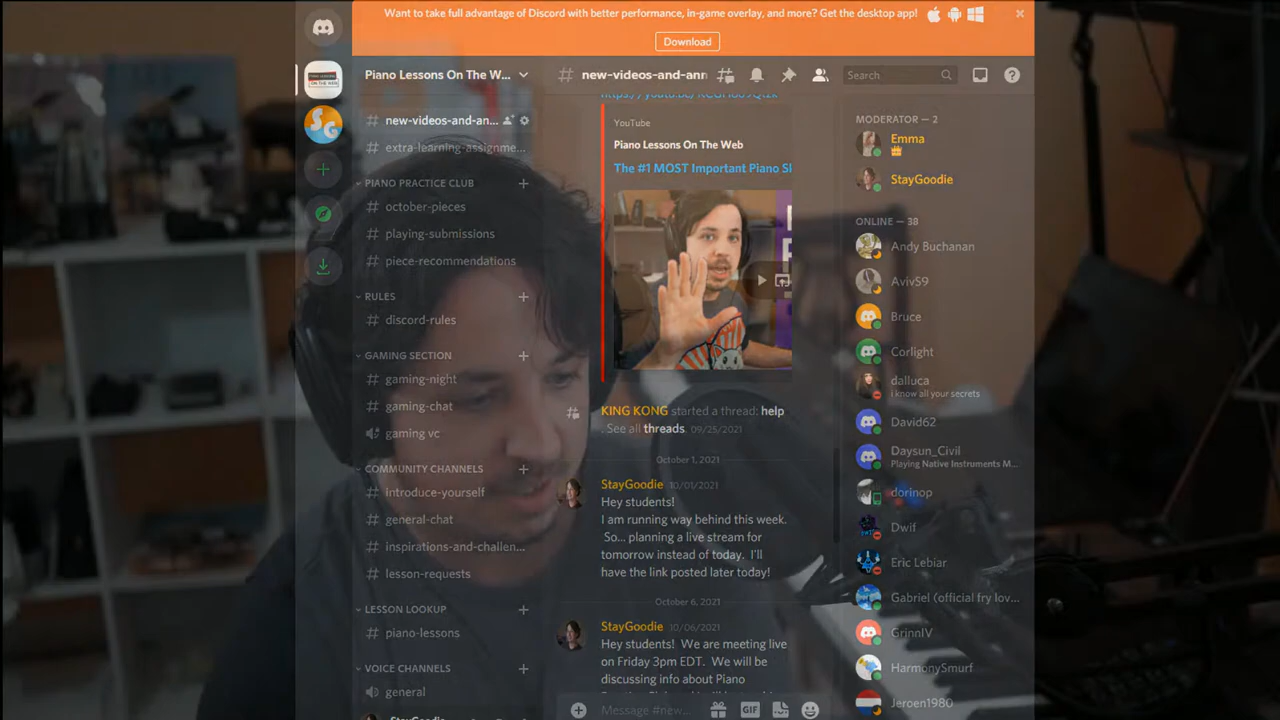 Want to take full advantage of Discord with better performance, in-game overlay, and more? Get the desktop app!
Download
Piano Lessons On The W...
new-videos-and-an...
extra-learning-assignme...
PIANO PRACTICE CLUB
october-pieces
playing-submissions
piece-recommendations
RULES
discord-rules
GAMING SECTION
gaming-night
gaming-chat
gaming vc
COMMUNITY CHANNELS
introduce-yourself
general-chat
inspirations-and-challen...
lesson-requests
LESSON LOOKUP
piano-lessons
VOICE CHANNELS
general
StayGoodie
new-videos-and-anr
Search
YouTube
Piano Lessons On The Web
The #1 MOST Important Piano Sl
KING KONG started a thread: help
. See all threads. 09/25/2021
October 1, 2021
StayGoodie 10/01/2021
Hey students!
I am running way behind this week.
So... planning a live stream for
tomorrow instead of today. I'll
have the link posted later today!
October 6, 2021
StayGoodie 10/06/2021
Hey students! We are meeting live
on Friday 3pm EDT. We will be
discussing info about Piano
Message #new...
GIF
MODERATOR — 2
Emma
StayGoodie
ONLINE — 38
Andy Buchanan
AvivS9
Bruce
Corlight
dalluca
i know all your secrets
David62
Daysun_Civil
Playing Native Instruments M...
dorinop
Dwif
Eric Lebiar
Gabriel (official fry lov...
GrinnIV
HarmonySmurf
Jeroen1980